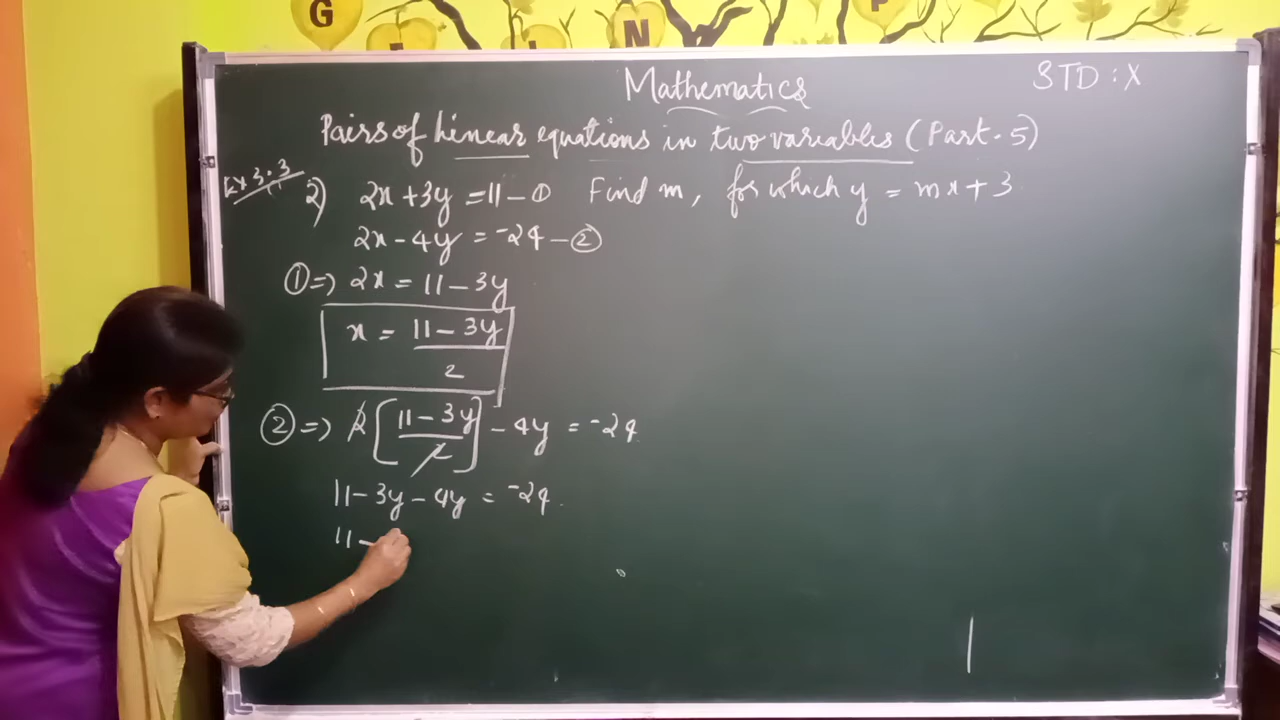 G I N P
Mathematics
STD : X
Pairs of Linear equations in two variables (Part - 5)
Ex 3.3
2) 2x + 3y = 11 - ① Find m, for which y = mx + 3
2x - 4y = -24 - ②
① ⇒ 2x = 11 - 3y
x = 11 - 3y / 2
② ⇒ 2 [ 11 - 3y / 2 ] - 4y = -24
11 - 3y - 4y = -24.
11 -